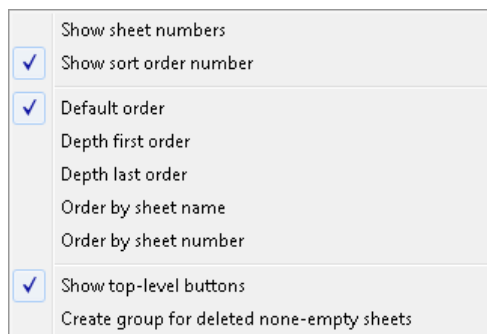 Show sheet numbers
Show sort order number
Default order
Depth first order
Depth last order
Order by sheet name
Order by sheet number
Show top-level buttons
Create group for deleted none-empty sheets